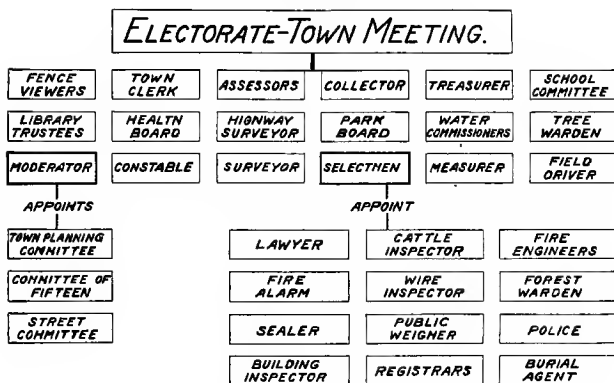 ELECTORATE-TOWN MEETING.
FENCE VIEWERS
TOWN CLERK
ASSESSORS
COLLECTOR
TREASURER
SCHOOL COMMITTEE
LIBRARY TRUSTEES
HEALTH BOARD
HIGHWAY SURVEYOR
PARK BOARD
WATER COMMISSIONERS
TREE WARDEN
MODERATOR
CONSTABLE
SURVEYOR
SELECTMEN
MEASURER
FIELD DRIVER
APPOINTS
APPOINT
TOWN PLANNING COMMITTEE
LAWYER
CATTLE INSPECTOR
FIRE ENGINEERS
COMMITTEE OF FIFTEEN
FIRE ALARM
WIRE INSPECTOR
FOREST WARDEN
STREET COMMITTEE
SEALER
PUBLIC WEIGHER
POLICE
BUILDING INSPECTOR
REGISTRARS
BURIAL AGENT